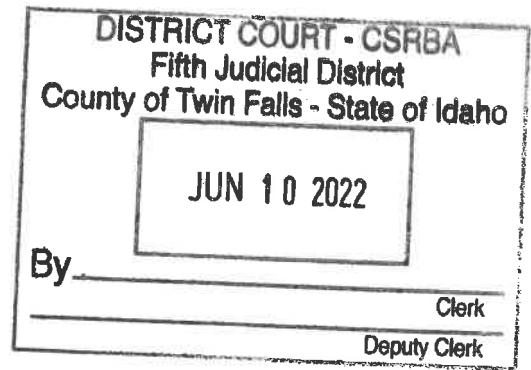 DISTRICT COURT - CSRBA
Fifth Judicial District
County of Twin Falls - State of Idaho
JUN 10 2022
By
Clerk
Deputy Clerk